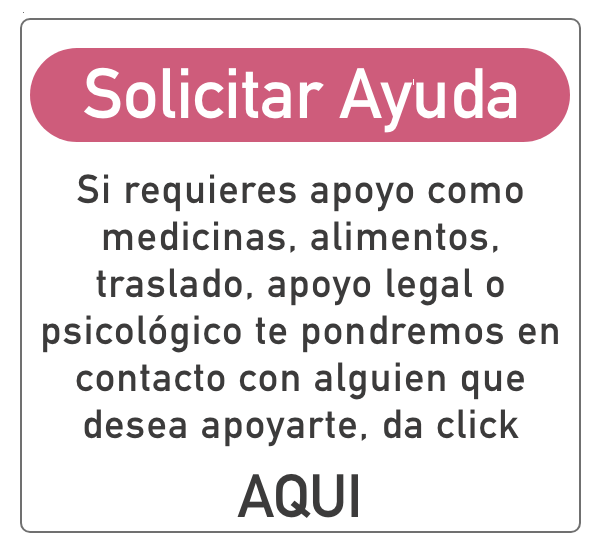 Solicitar Ayuda
Si requieres apoyo como
medicinas, alimentos,
traslado, apoyo legal o
psicológico te pondremos en
contacto con alguien que
desea apoyarte, da click
AQUI